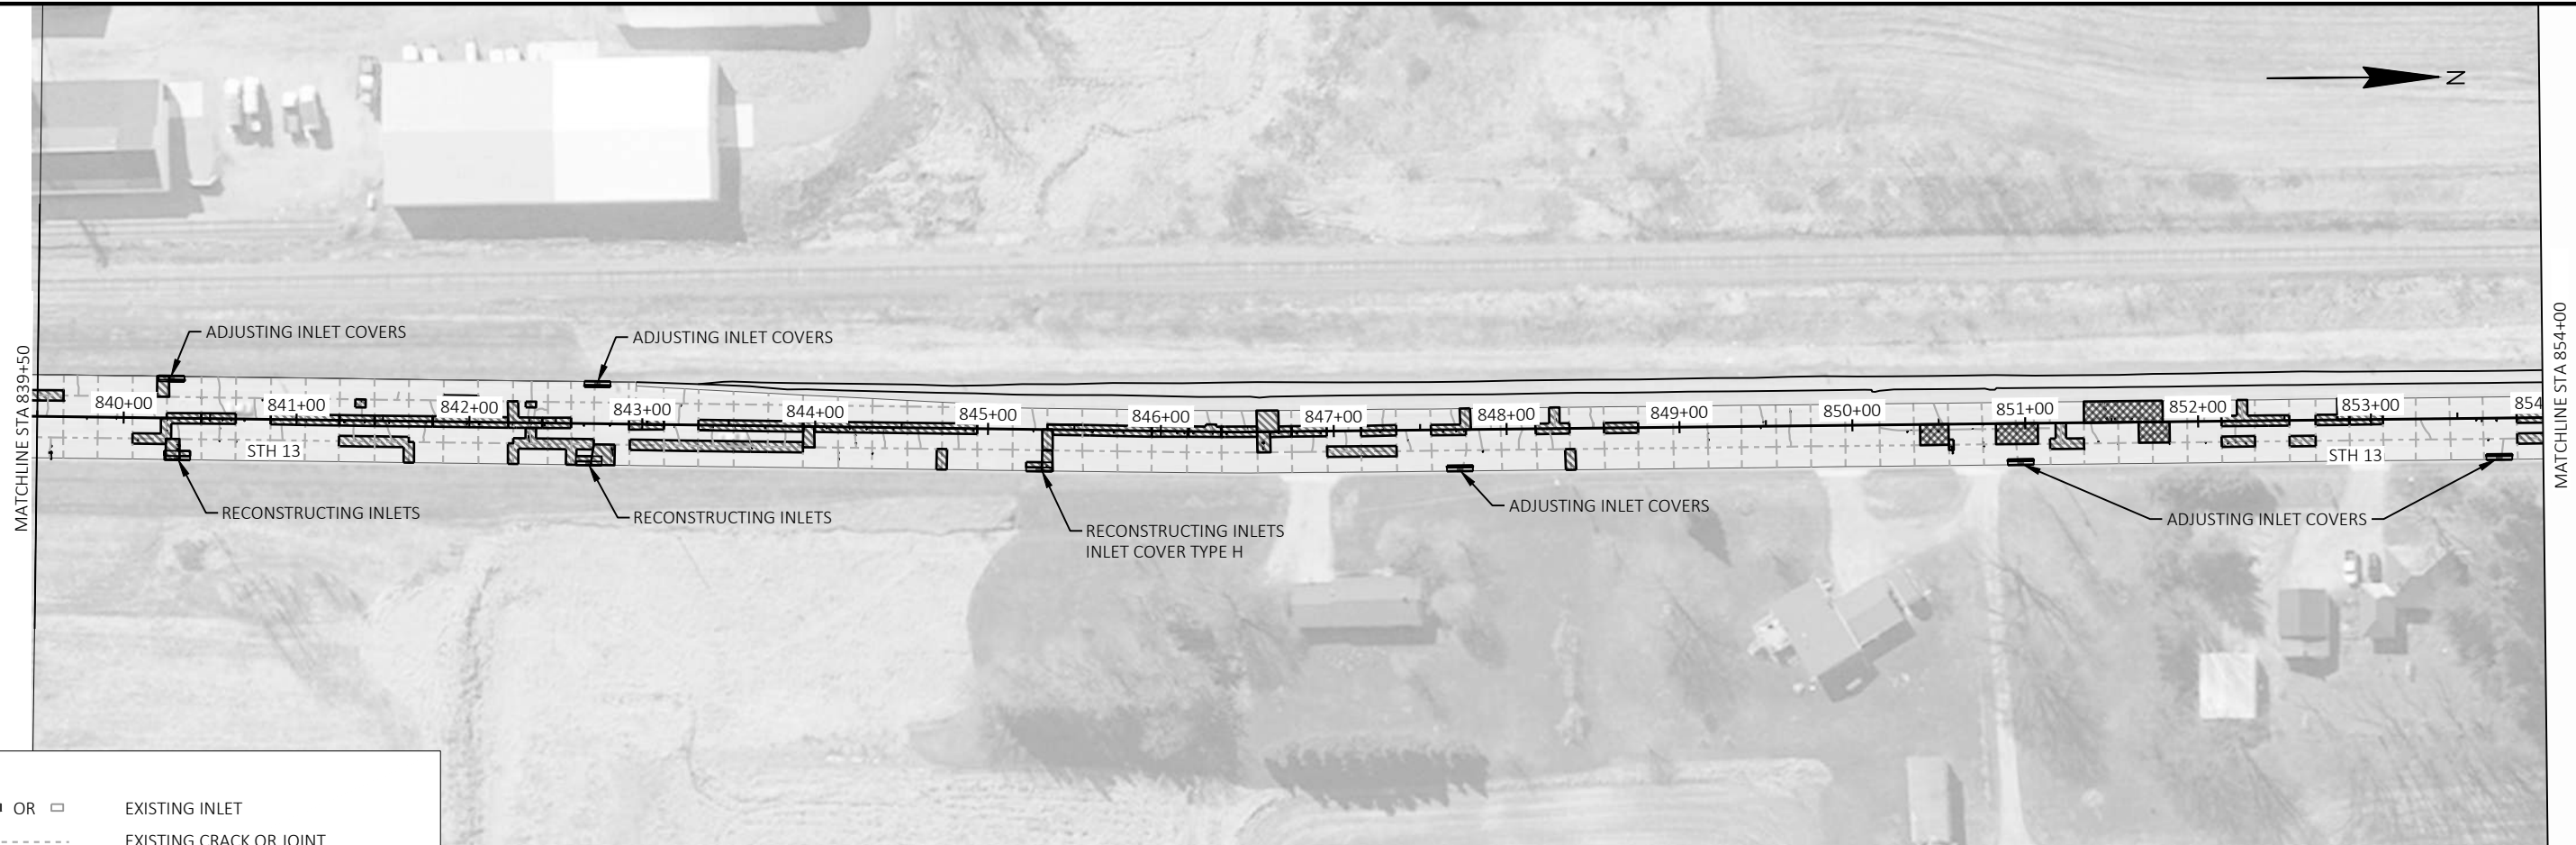 N
MATCHLINE STA 839+50
MATCHLINE STA 854+00
ADJUSTING INLET COVERS
ADJUSTING INLET COVERS
840+00
841+00
842+00
843+00
844+00
845+00
846+00
847+00
848+00
849+00
850+00
851+00
852+00
853+00
854
STH 13
STH 13
RECONSTRUCTING INLETS
RECONSTRUCTING INLETS
RECONSTRUCTING INLETS
INLET COVER TYPE H
ADJUSTING INLET COVERS
ADJUSTING INLET COVERS
OR
EXISTING INLET
EXISTING CRACK OR JOINT